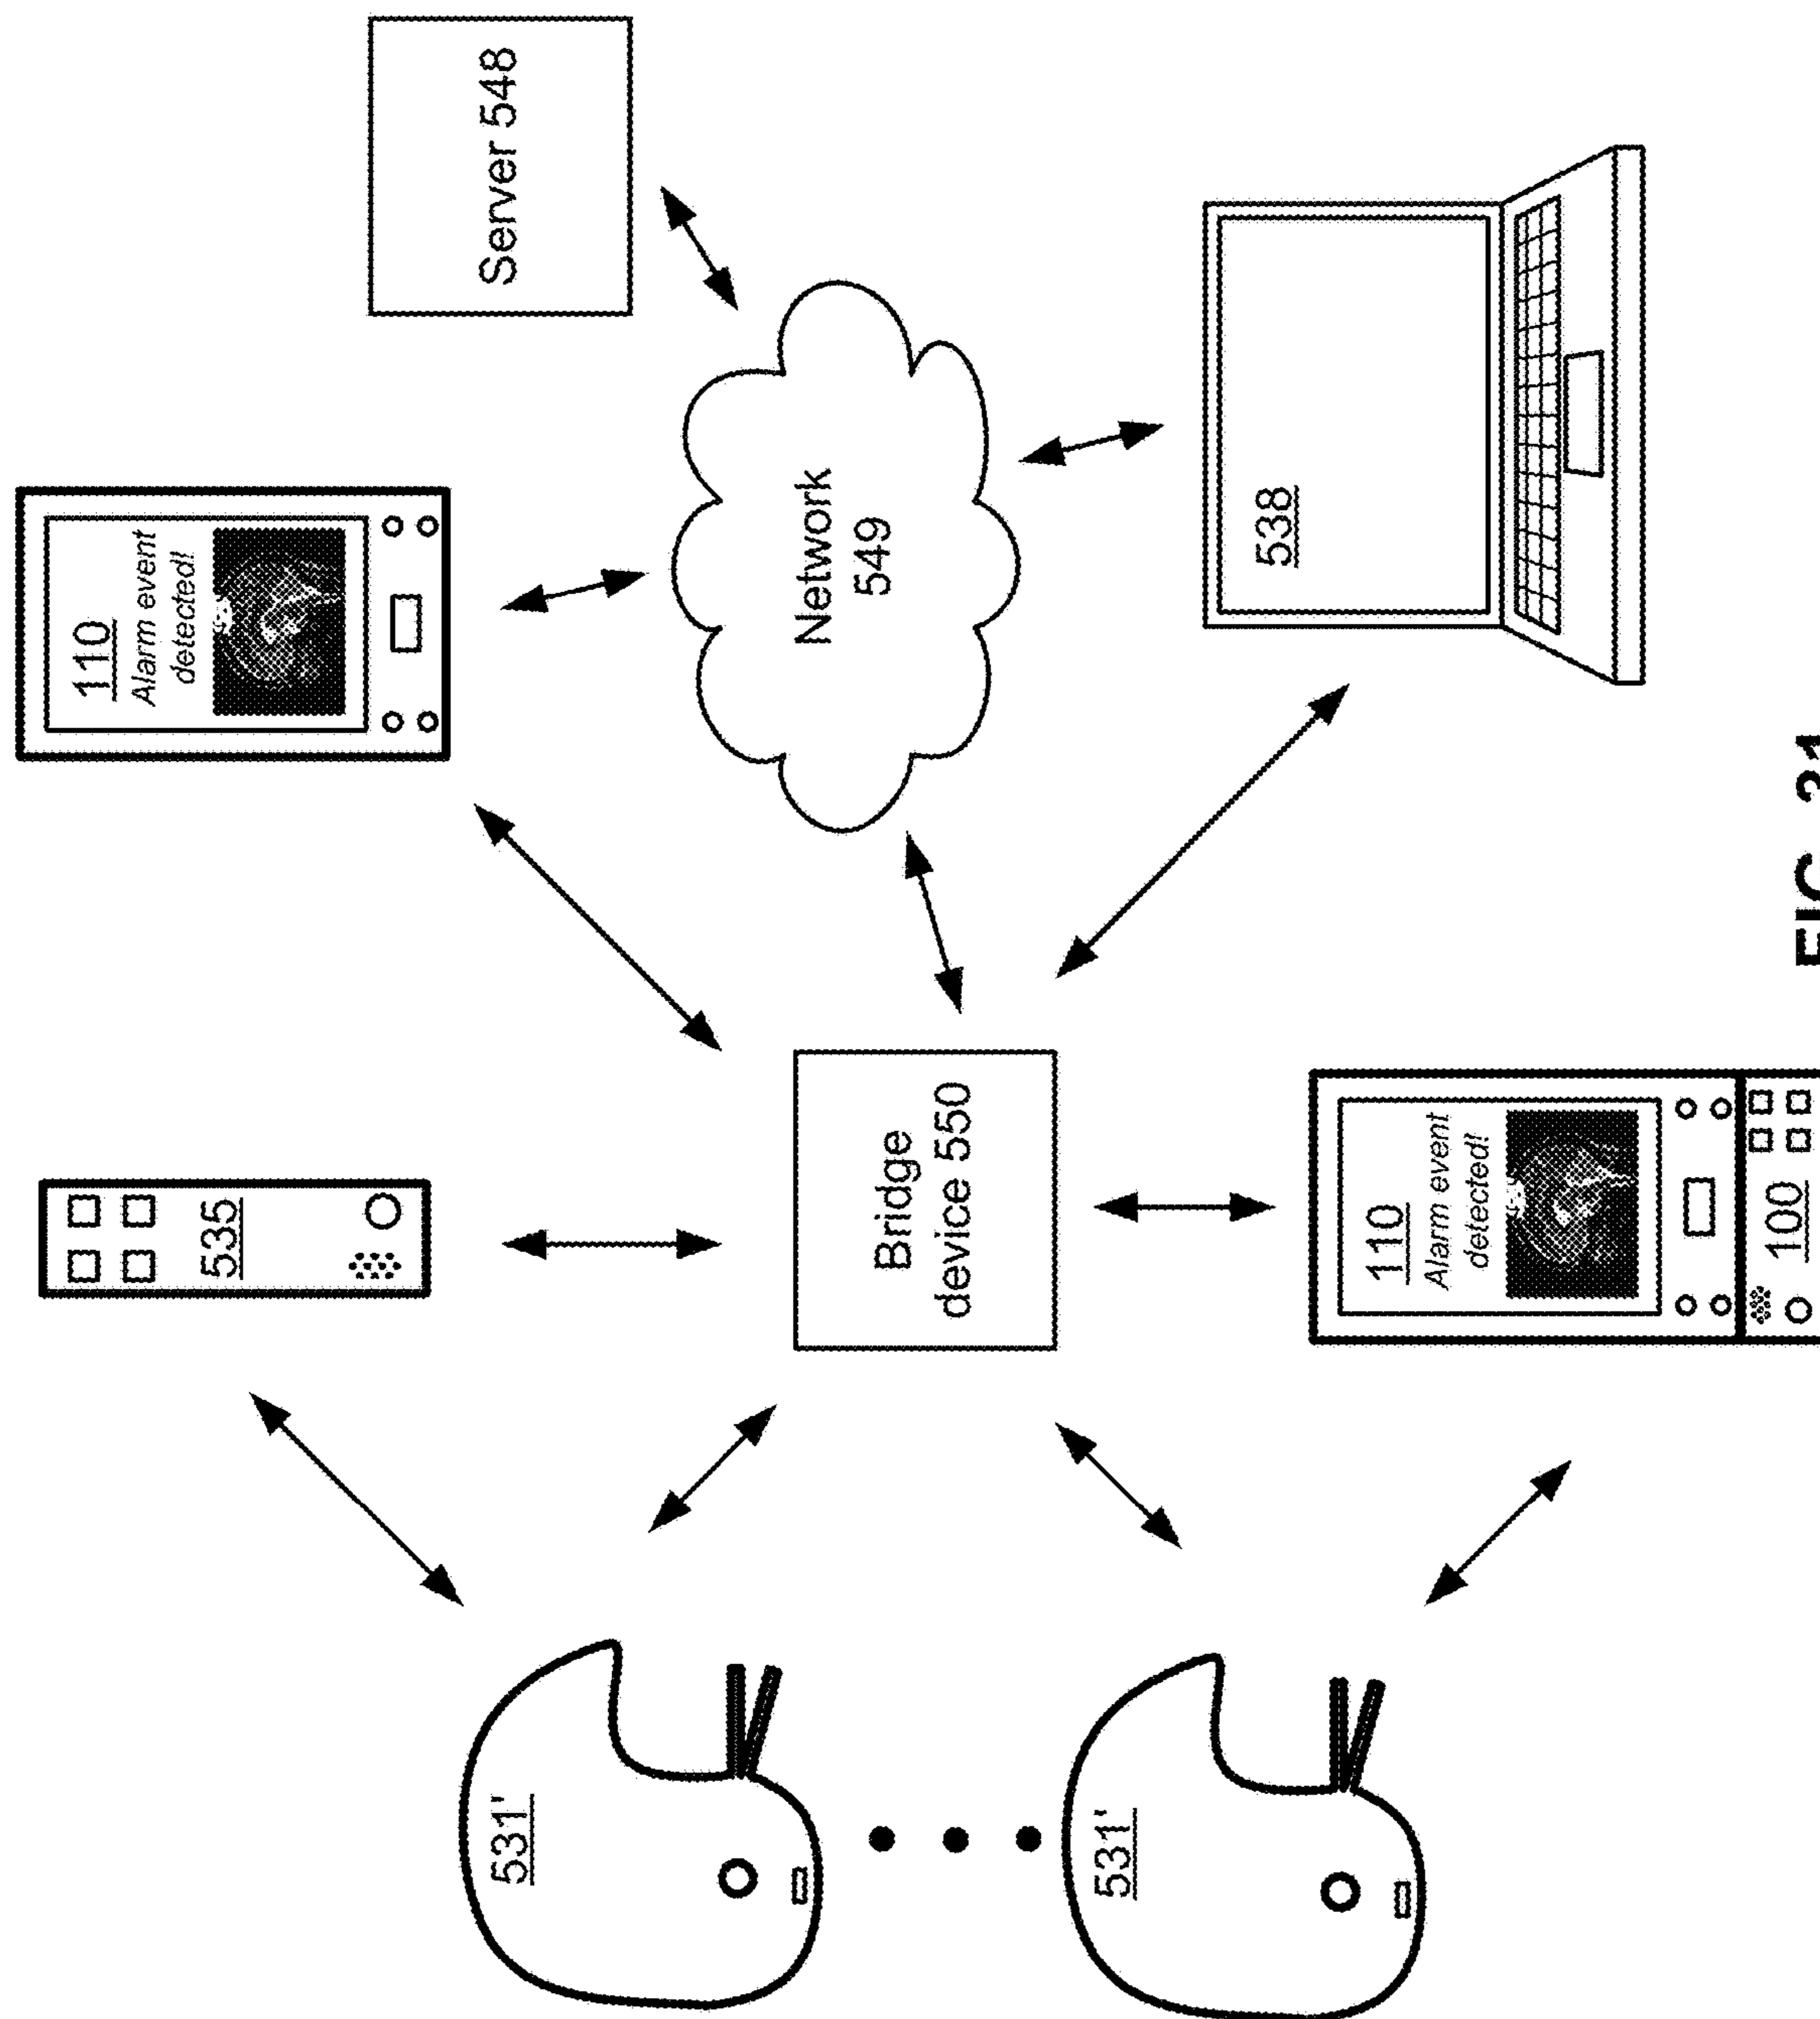 110
Alarm event
detected!
535
Server 548
531'
Network
549
Bridge
device 550
531'
538
110
Alarm event
detected!
100
FIG.